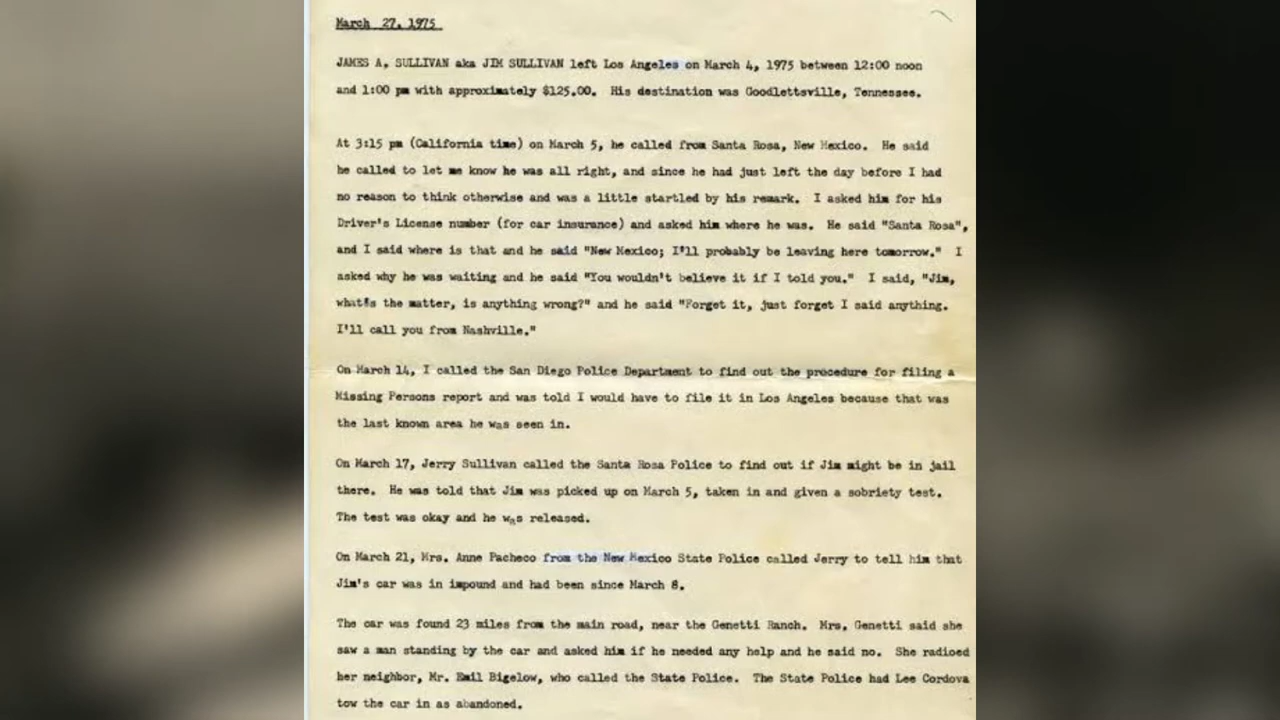 March 27, 1975
JAMES A. SULLIVAN aka JIM SULLIVAN left Los Angeles on March 4, 1975 between 12:00 noon
and 1:00 pm with approximately $125.00. His destination was Goodlettsville, Tennessee.
At 3:15 pm (California time) on March 5, he called from Santa Rosa, New Mexico. He said
he called to let me know he was all right, and since he had just left the day before I had
no reason to think otherwise and was a little startled by his remark. I asked him for his
Driver's License number (for car insurance) and asked him where he was. He said "Santa Rosa",
and I said where is that and he said "New Mexico; I'll probably be leaving here tomorrow." I
asked why he was waiting and he said "You wouldn't believe it if I told you." I said, "Jim,
what's the matter, is anything wrong?" and he said "Forget it, just forget I said anything.
I'll call you from Nashville."
On March 14, I called the San Diego Police Department to find out the procedure for filing a
Missing Persons report and was told I would have to file it in Los Angeles because that was
the last known area he was seen in.
On March 17, Jerry Sullivan called the Santa Rosa Police to find out if Jim might be in jail
there. He was told that Jim was picked up on March 5, taken in and given a sobriety test.
The test was okay and he was released.
On March 21, Mrs. Anne Pacheco from the New Mexico State Police called Jerry to tell him that
Jim's car was in impound and had been since March 8.
The car was found 23 miles from the main road, near the Genetti Ranch. Mrs. Genetti said she
saw a man standing by the car and asked him if he needed any help and he said no. She radioed
her neighbor, Mr. Emil Bigelow, who called the State Police. The State Police had Lee Cordova
tow the car in as abandoned.